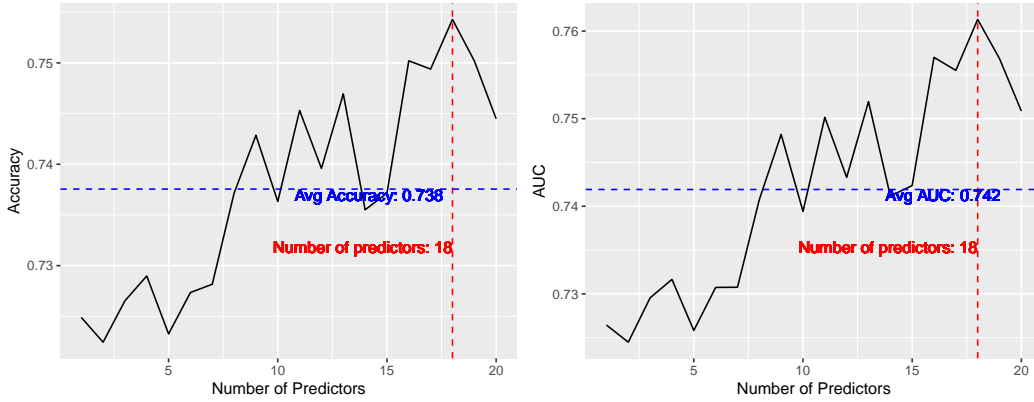 Accuracy
0.75
0.74
0.73
Avg Accuracy: 0.738
Number of predictors: 18
5
10
15
20
Number of Predictors
AUC
0.76
0.75
0.74
0.73
Avg AUC: 0.742
Number of predictors: 18
5
10
15
20
Number of Predictors